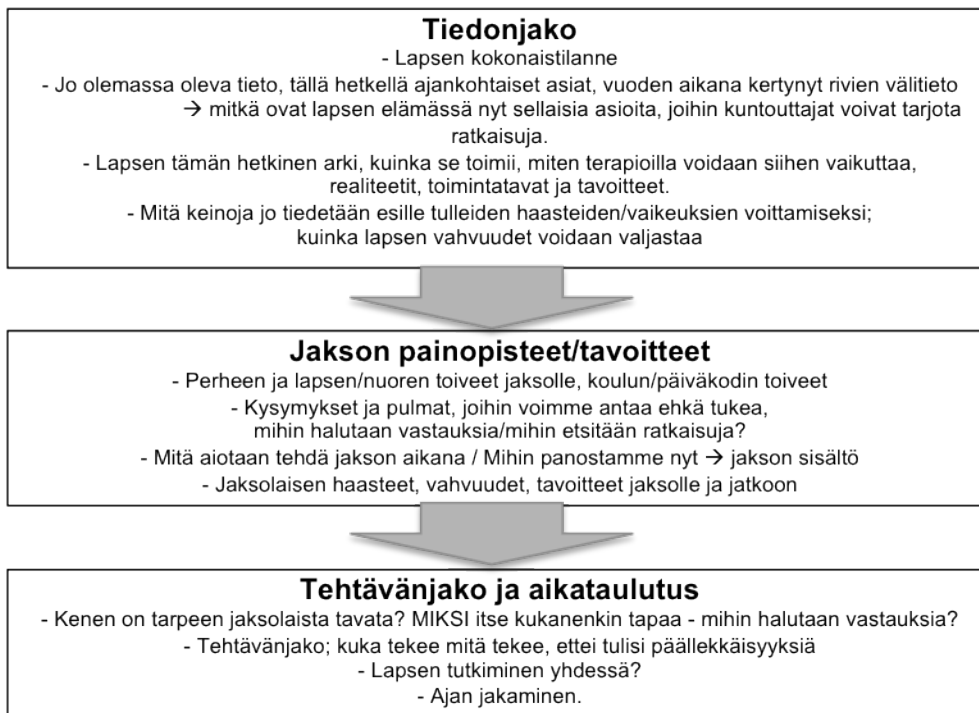 Tiedonjako
- Lapsen kokonaistilanne
- Jo olemassa oleva tieto, tällä hetkellä ajankohtaiset asiat, vuoden aikana kertynyt rivien välitieto
→ mitkä ovat lapsen elämässä nyt sellaisia asioita, joihin kuntouttajat voivat tarjota
ratkaisuja.
- Lapsen tämän hetkinen arki, kuinka se toimii, miten terapioilla voidaan siihen vaikuttaa,
realiteetit, toimintatavat ja tavoitteet.
- Mitä keinoja jo tiedetään esille tulleiden haasteiden/vaikeuksien voittamiseksi;
kuinka lapsen vahvuudet voidaan valjastaa
Jakson painopisteet/tavoitteet
- Perheen ja lapsen/nuoren toiveet jaksolle, koulun/päiväkodin toiveet
- Kysymykset ja pulmat, joihin voimme antaa ehkä tukea,
mihin halutaan vastauksia/mihin etsitään ratkaisuja?
- Mitä aiotaan tehdä jakson aikana / Mihin panostamme nyt → jakson sisältö
- Jaksolaisen haasteet, vahvuudet, tavoitteet jaksolle ja jatkoon
Tehtävänjako ja aikataulutus
- Kenen on tarpeen jaksolaista tavata? MIKSI itse kukanenkin tapaa - mihin halutaan vastauksia?
- Tehtävänjako; kuka tekee mitä tekee, ettei tulisi päällekkäisyyksiä
- Lapsen tutkiminen yhdessä?
- Ajan jakaminen.